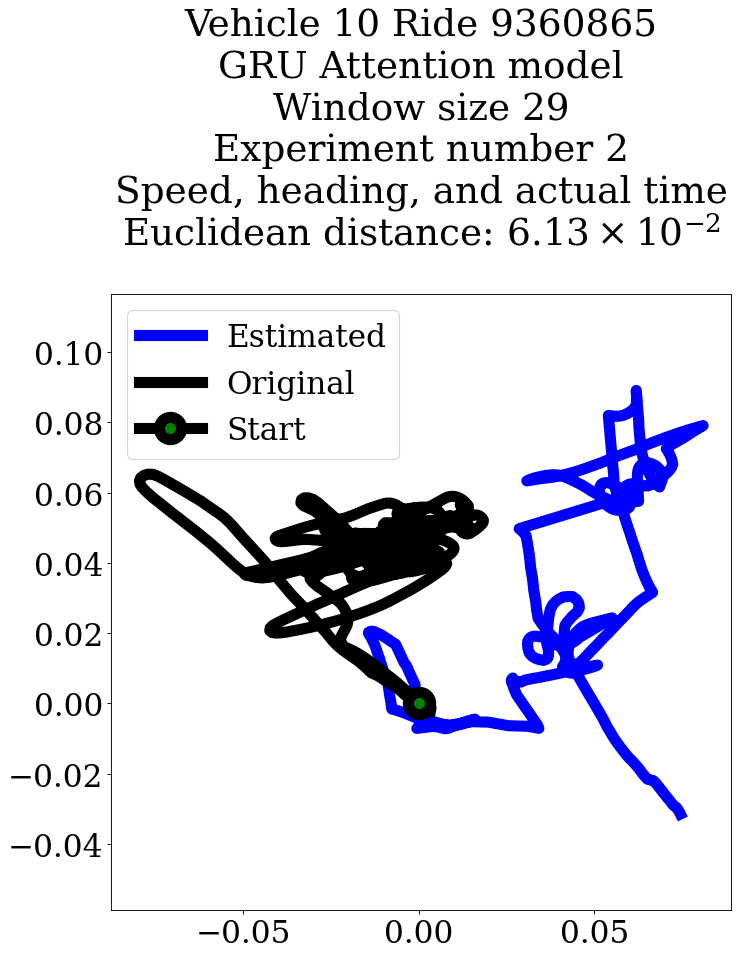 Vehicle 10 Ride 9360865
GRU Attention model
Window size 29
Experiment number 2
Speed, heading, and actual time
Euclidean distance: 6.13 × 10⁻²
Estimated
Original
Start
0.10
0.08
0.06
0.04
0.02
0.00
−0.02
−0.04
−0.05 0.00 0.05